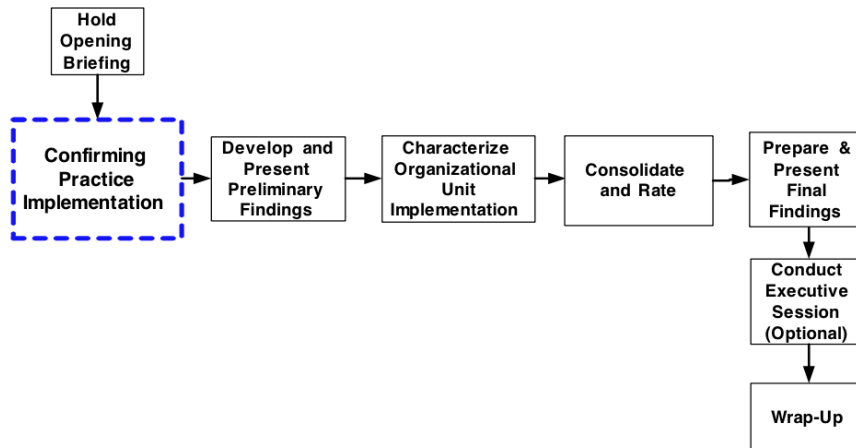 Hold
Opening
Briefing
Confirming
Practice
Implementation
Develop and
Present
Preliminary
Findings
Characterize
Organizational
Unit
Implementation
Consolidate
and Rate
Prepare &
Present
Final
Findings
Conduct
Executive
Session
(Optional)
Wrap-Up